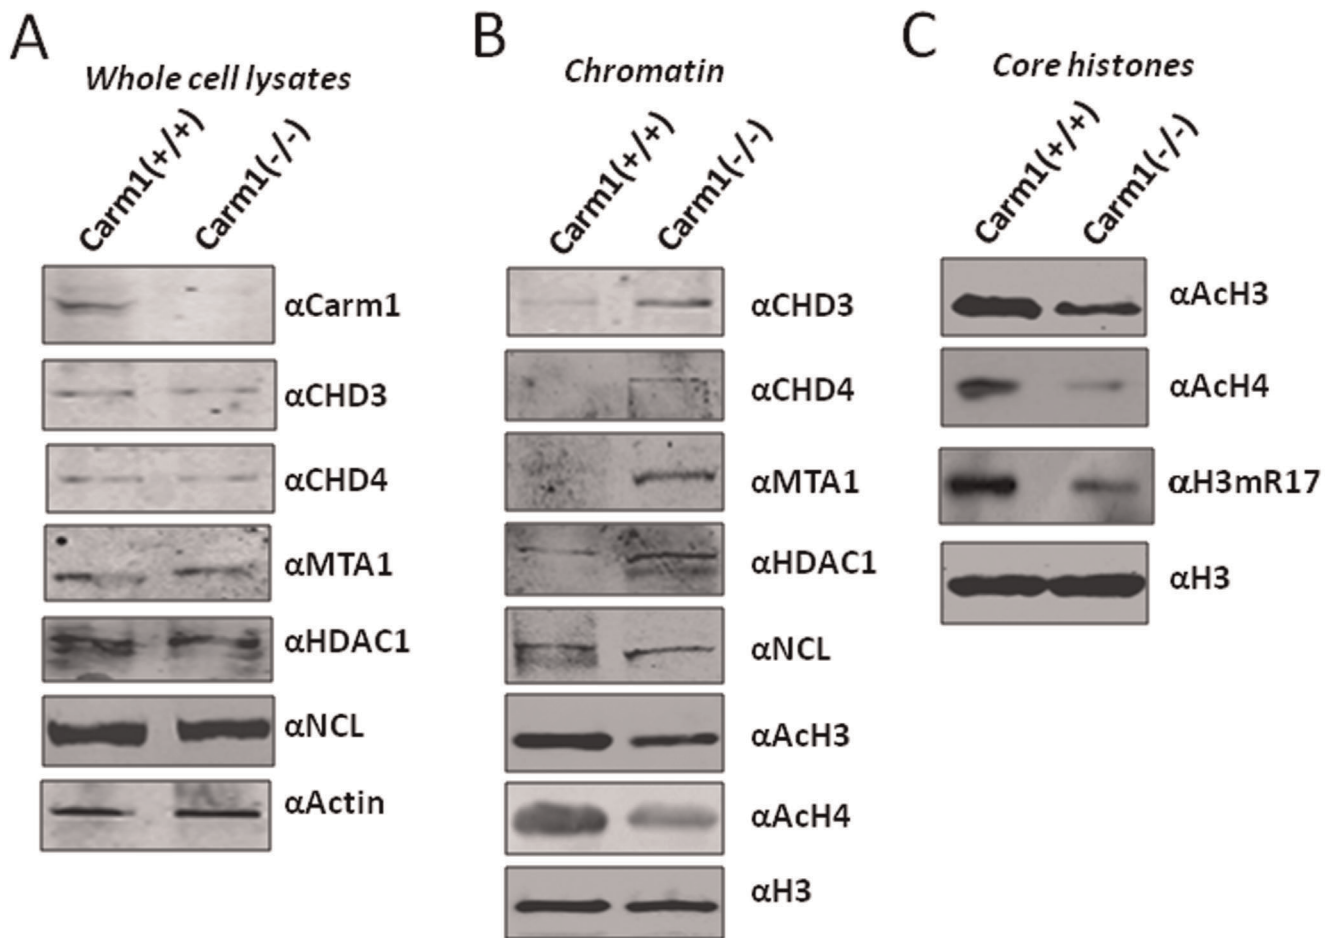 A
Whole cell lysates
Carm1(+/+)
Carm1(-/-)
αCarm1
αCHD3
αCHD4
αMTA1
αHDAC1
αNCL
αActin
B
Chromatin
Carm1(+/+)
Carm1(-/-)
αCHD3
αCHD4
αMTA1
αHDAC1
αNCL
αAcH3
αAcH4
αH3
C
Core histones
Carm1(+/+)
Carm1(-/-)
αAcH3
αAcH4
αH3mR17
αH3